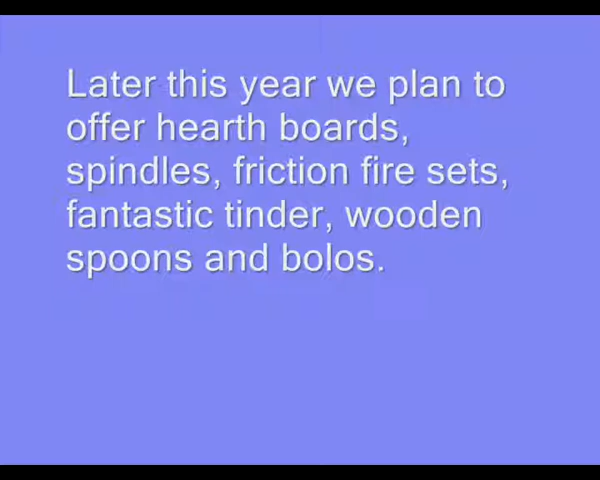 Later this year we plan to
offer hearth boards,
spindles, friction fire sets,
fantastic tinder, wooden
spoons and bolos.